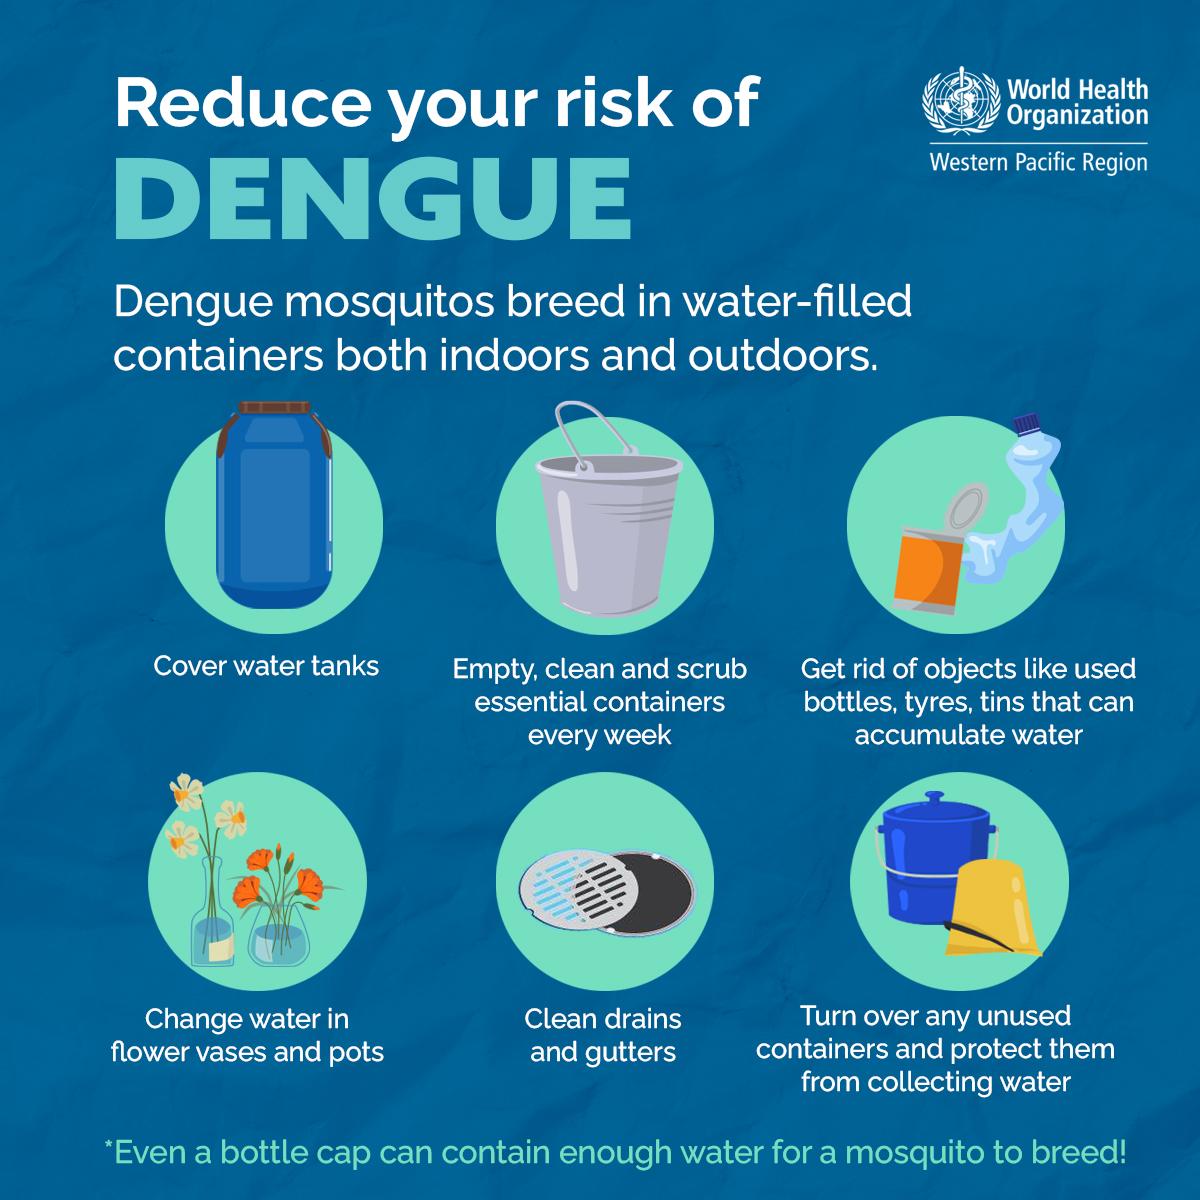 Reduce your risk of
DENGUE
World Health
Organization
Western Pacific Region
Dengue mosquitos breed in water-filled
containers both indoors and outdoors.
Cover water tanks
Empty, clean and scrub
essential containers
every week
Get rid of objects like used
bottles, tyres, tins that can
accumulate water
Change water in
flower vases and pots
Clean drains
and gutters
Turn over any unused
containers and protect them
from collecting water
*Even a bottle cap can contain enough water for a mosquito to breed!